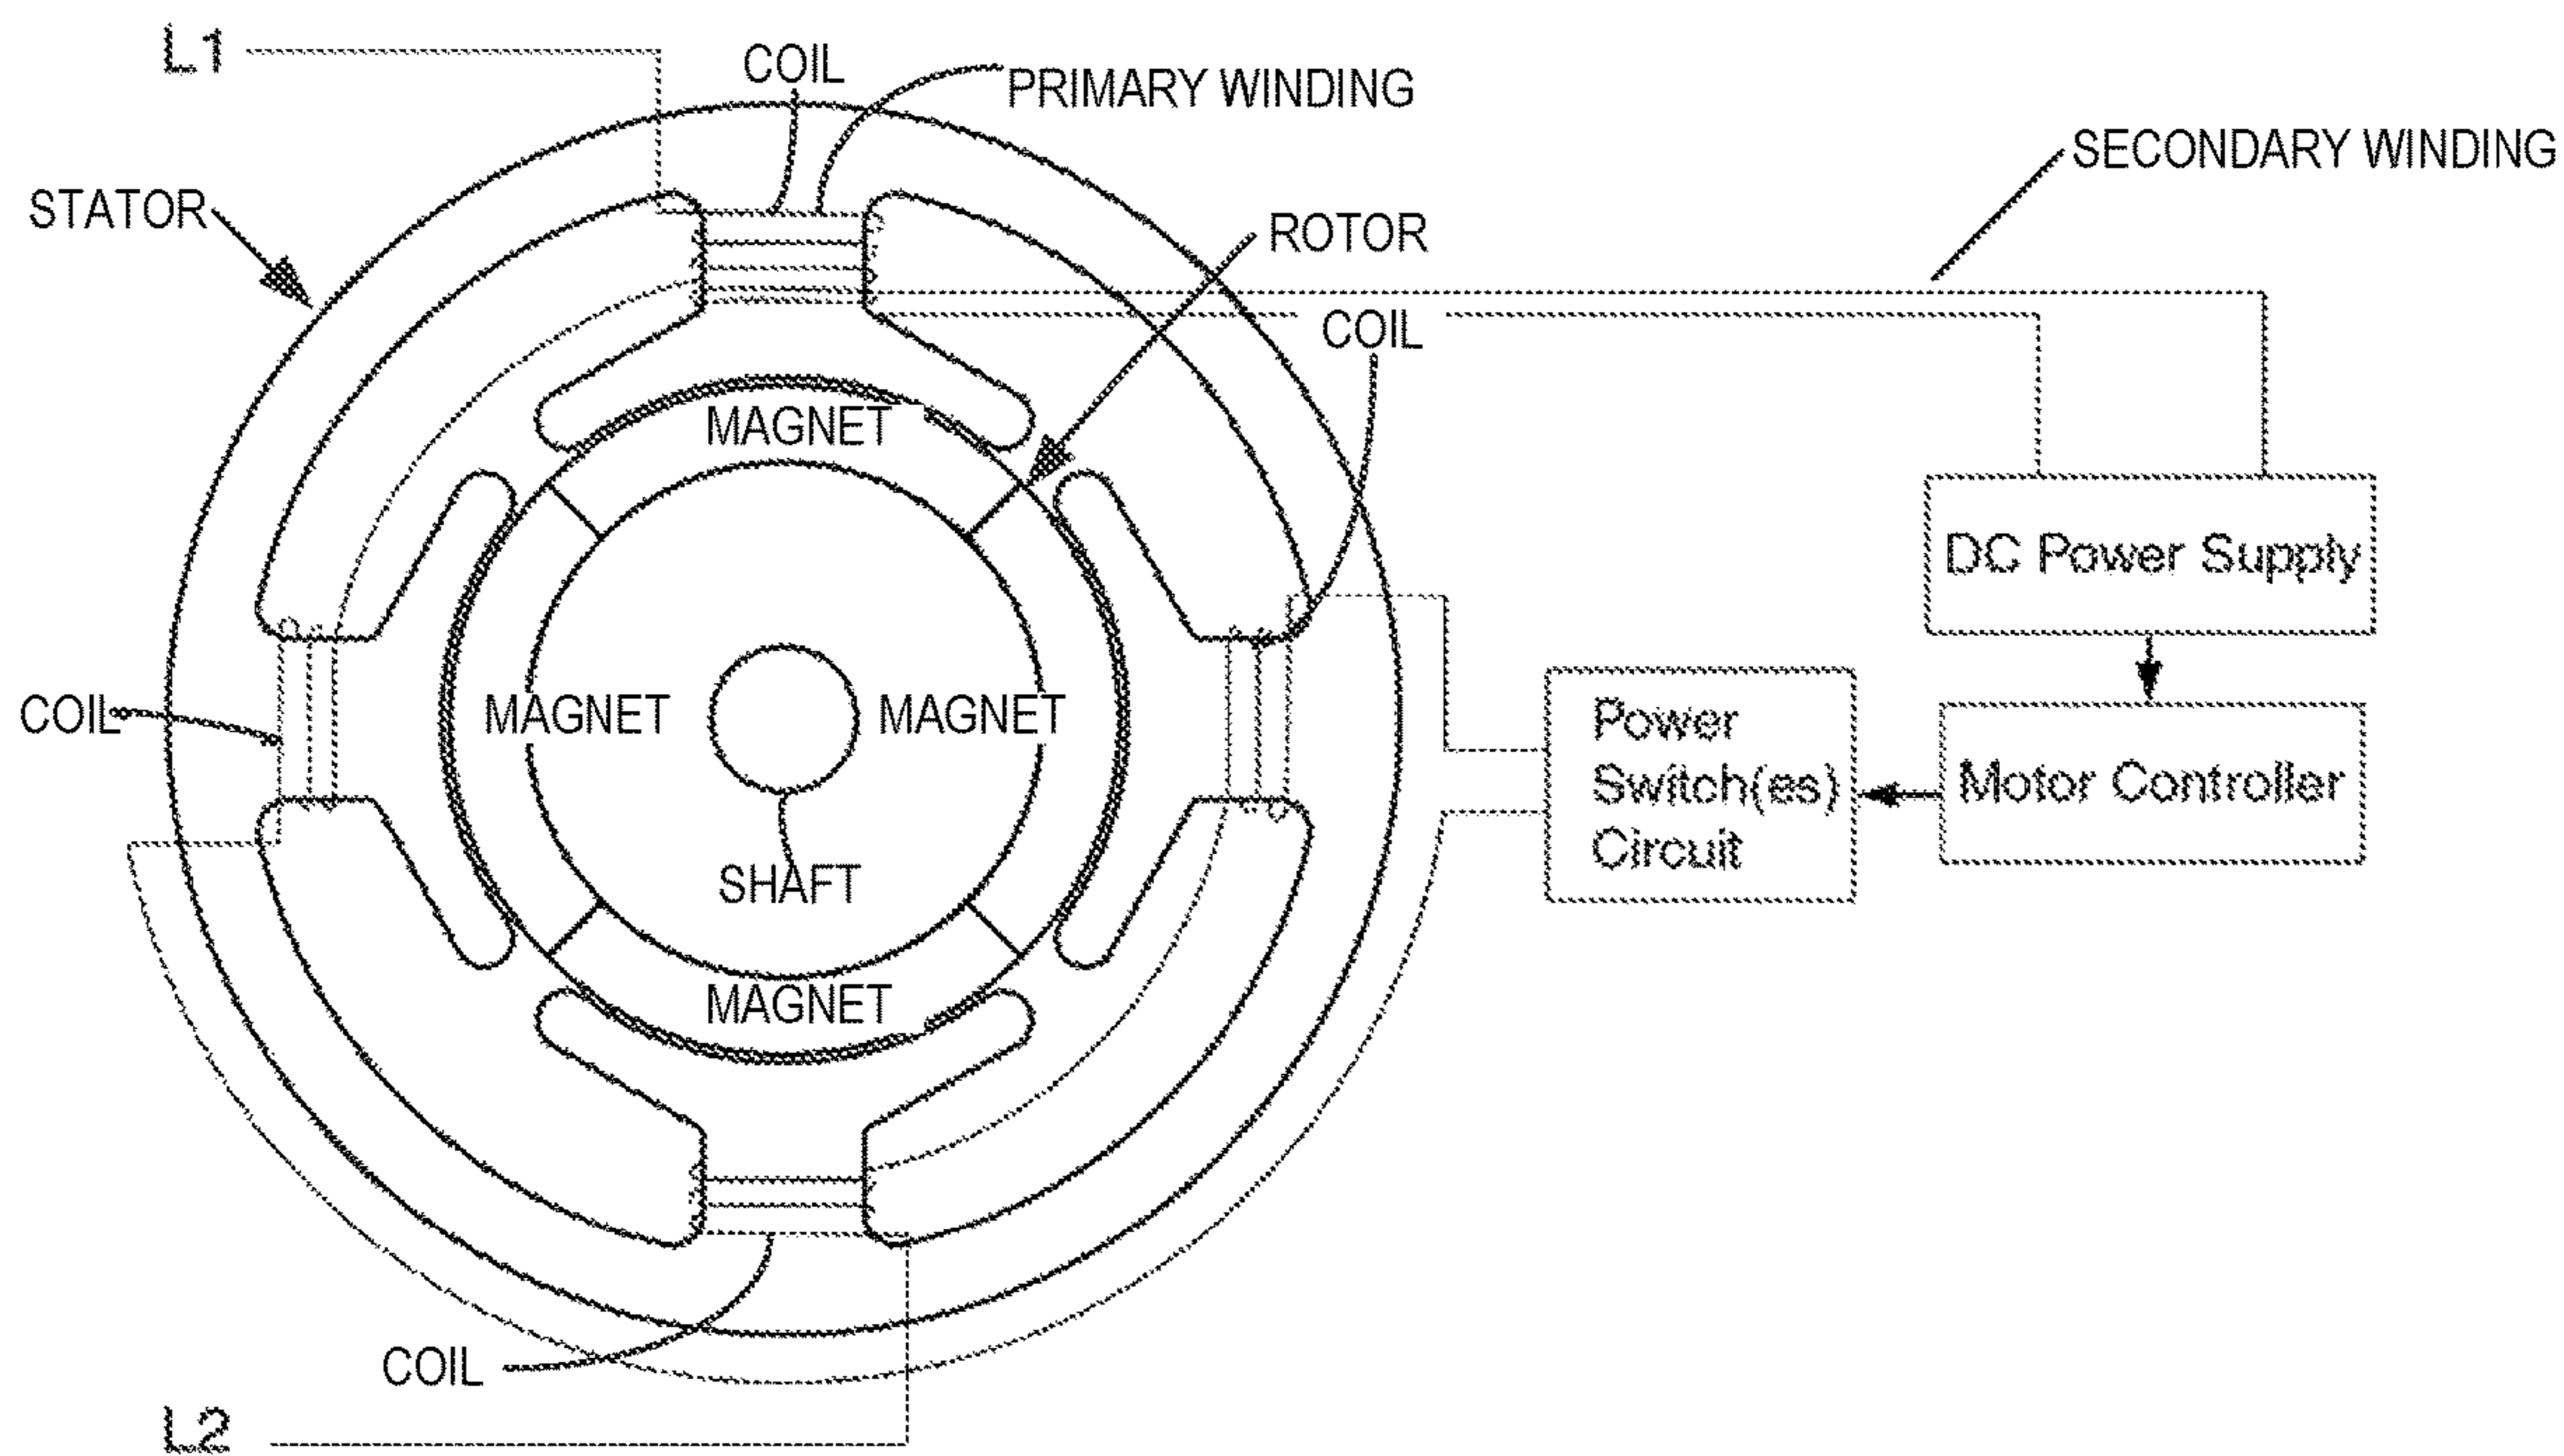 L1
COIL
PRIMARY WINDING
SECONDARY WINDING
STATOR
ROTOR
COIL
MAGNET
DC Power Supply
COIL
MAGNET
MAGNET
Power
Switch(es)
Circuit
Motor Controller
SHAFT
MAGNET
COIL
L2